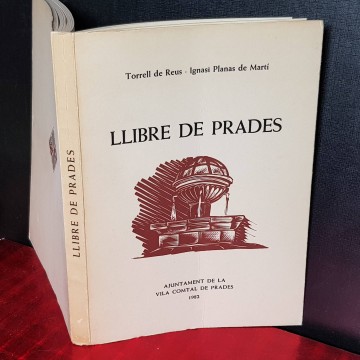 Torrell de Reus - Ignasi Planas de Martí
LLIBRE DE PRADES
AJUNTAMENT DE LA
VILA COMTAL DE PRADES
1982
LLIBRE DE PRADES